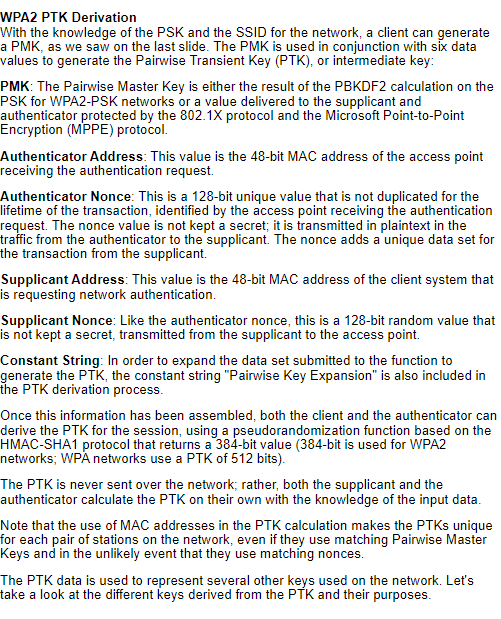 WPA2 PTK Derivation
With the knowledge of the PSK and the SSID for the network, a client can generate
a PMK, as we saw on the last slide. The PMK is used in conjunction with six data
values to generate the Pairwise Transient Key (PTK), or intermediate key:
PMK: The Pairwise Master Key is either the result of the PBKDF2 calculation on the
PSK for WPA2-PSK networks or a value delivered to the supplicant and
authenticator protected by the 802.1X protocol and the Microsoft Point-to-Point
Encryption (MPPE) protocol.
Authenticator Address: This value is the 48-bit MAC address of the access point
receiving the authentication request.
Authenticator Nonce: This is a 128-bit unique value that is not duplicated for the
lifetime of the transaction, identified by the access point receiving the authentication
request. The nonce value is not kept a secret; it is transmitted in plaintext in the
traffic from the authenticator to the supplicant. The nonce adds a unique data set for
the transaction from the supplicant.
Supplicant Address: This value is the 48-bit MAC address of the client system that
is requesting network authentication.
Supplicant Nonce: Like the authenticator nonce, this is a 128-bit random value that
is not kept a secret, transmitted from the supplicant to the access point.
Constant String: In order to expand the data set submitted to the function to
generate the PTK, the constant string "Pairwise Key Expansion" is also included in
the PTK derivation process.
Once this information has been assembled, both the client and the authenticator can
derive the PTK for the session, using a pseudorandomization function based on the
HMAC-SHA1 protocol that returns a 384-bit value (384-bit is used for WPA2
networks; WPA networks use a PTK of 512 bits).
The PTK is never sent over the network; rather, both the supplicant and the
authenticator calculate the PTK on their own with the knowledge of the input data.
Note that the use of MAC addresses in the PTK calculation makes the PTKs unique
for each pair of stations on the network, even if they use matching Pairwise Master
Keys and in the unlikely event that they use matching nonces.
The PTK data is used to represent several other keys used on the network. Let's
take a look at the different keys derived from the PTK and their purposes.